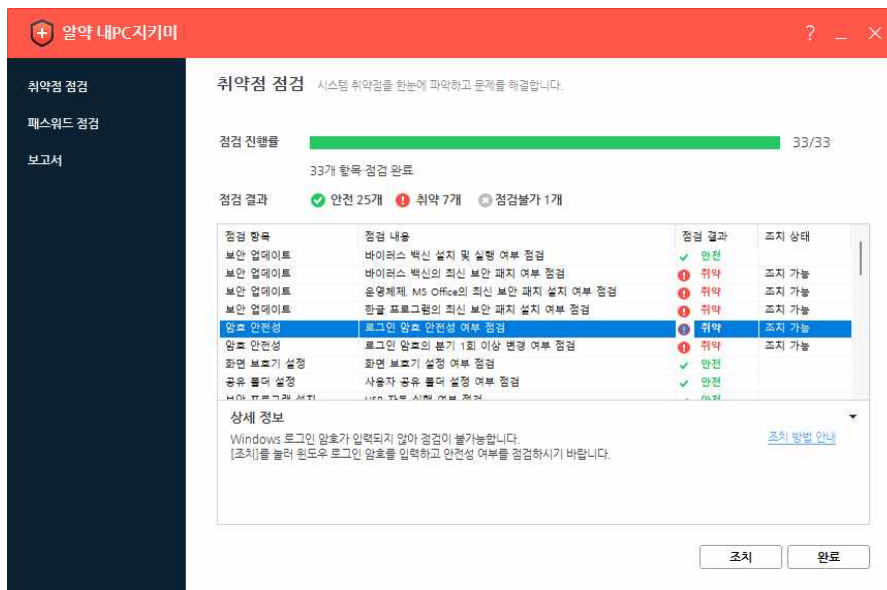 알약 내PC지키미
취약점 점검
패스워드 점검
보고서
취약점 점검 시스템 취약점을 한눈에 파악하고 문제를 해결합니다.
점검 진행률 33/33
33개 항목 점검 완료
점검 결과 안전 25개 취약 7개 점검불가 1개
점검 항목 점검 내용 점검 결과 조치 상태
보안 업데이트 바이러스 백신 설치 및 실행 여부 점검 안전
보안 업데이트 바이러스 백신의 최신 보안 패치 여부 점검 취약 조치 가능
보안 업데이트 운영체제, MS Office의 최신 보안 패치 설치 여부 점검 취약 조치 가능
보안 업데이트 한글 프로그램의 최신 보안 패치 설치 여부 점검 취약 조치 가능
암호 안전성 로그인 암호 안전성 여부 점검 취약 조치 가능
암호 안전성 로그인 암호의 분기 1회 이상 변경 여부 점검 취약 조치 가능
화면 보호기 설정 화면 보호기 설정 여부 점검 안전
공유 폴더 설정 사용자 공유 폴더 설정 여부 점검 안전
보안 프로그램 설치 USB 자동 실행 여부 점검 안전
상세 정보
Windows 로그인 암호가 입력되지 않아 점검이 불가능합니다.
조치 방법 안내
[조치]를 눌러 윈도우 로그인 암호를 입력하고 안전성 여부를 점검하시기 바랍니다.
조치 완료